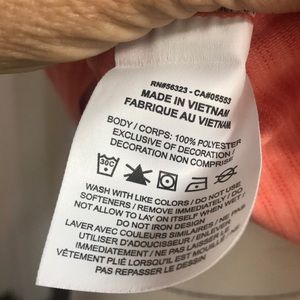 RN#56323 - CA#05553
MADE IN VIETNAM
FABRIQUE AU VIETNAM
BODY / CORPS: 100% POLYESTER
EXCLUSIVE OF DECORATION /
DECORATION NON COMPRISE
30C
WASH WITH LIKE COLORS / DO NOT USE
SOFTENERS / REMOVE IMMEDIATELY / DO
NOT ALLOW TO LAY ON ITSELF WHEN WET /
DO NOT IRON DESIGN
LAVER AVEC COULEURS SIMILAIRES / NE PAS
UTILISER D'ADOUCISSEUR / ENLEVER
IMMEDIATEMENT / NE PAS LAISSER LE
VÊTEMENT PLIÉ LORSQU'IL EST MOUILLE / NE
PAS REPASSER LE DESSIN